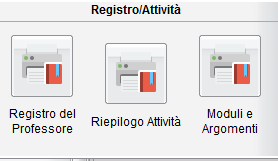 Registro/Attività
Registro del
Professore
Riepilogo Attività
Moduli e
Argomenti